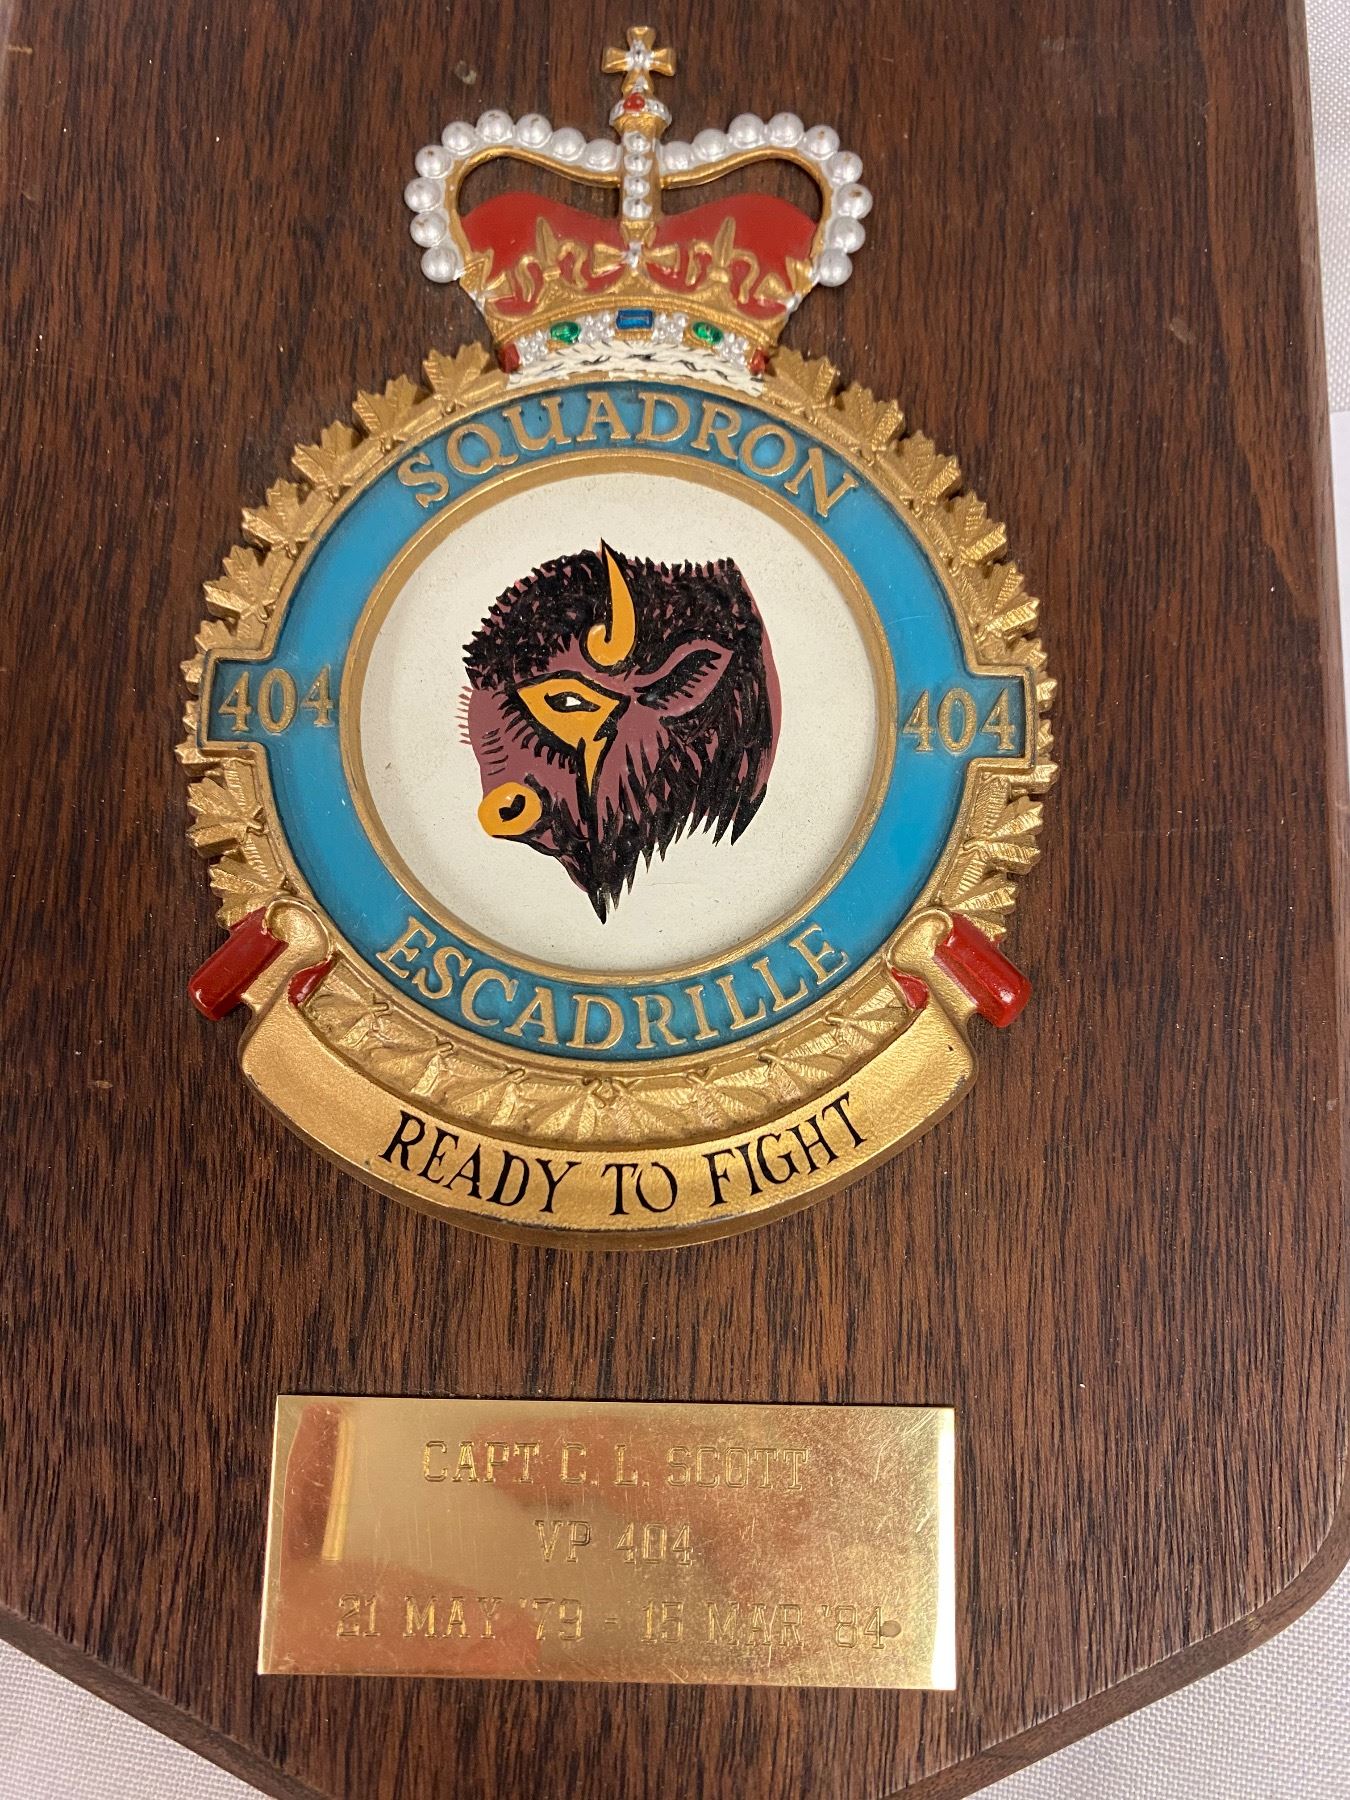 SQUADRON
404 404
ESCADRILLE
READY TO FIGHT
CAPT C. L. SCOTT
VP 404
21 MAY '79 - 15 MAR '84